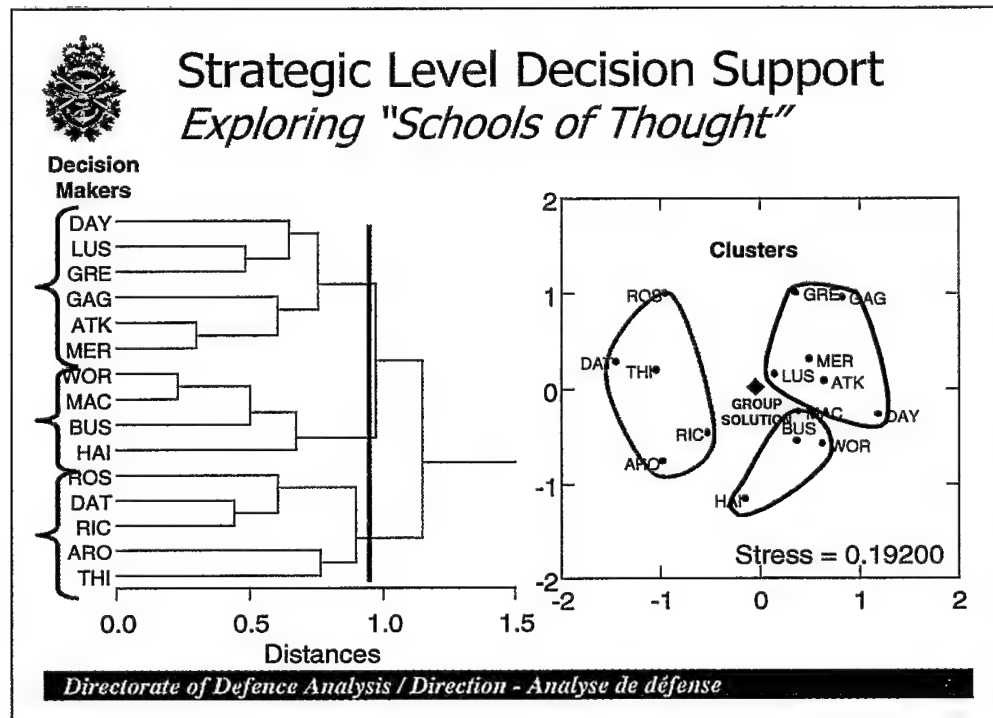 Strategic Level Decision Support
Exploring "Schools of Thought"
Decision
Makers
DAY
LUS
GRE
GAG
ATK
MER
WOR
MAC
BUS
HAI
ROS
DAT
RIC
ARO
THI
0.0 0.5 1.0 1.5
Distances
2
1
0
-1
-2
-2 -1 0 1 2
Clusters
ROS
GRE
GAG
DAT
THI
MER
LUS
ATK
GROUP
SOLUTION
MAC
DAY
RIC
BUS
WOR
ARO
HAI
Stress = 0.19200
Directorate of Defence Analysis / Direction - Analyse de défense